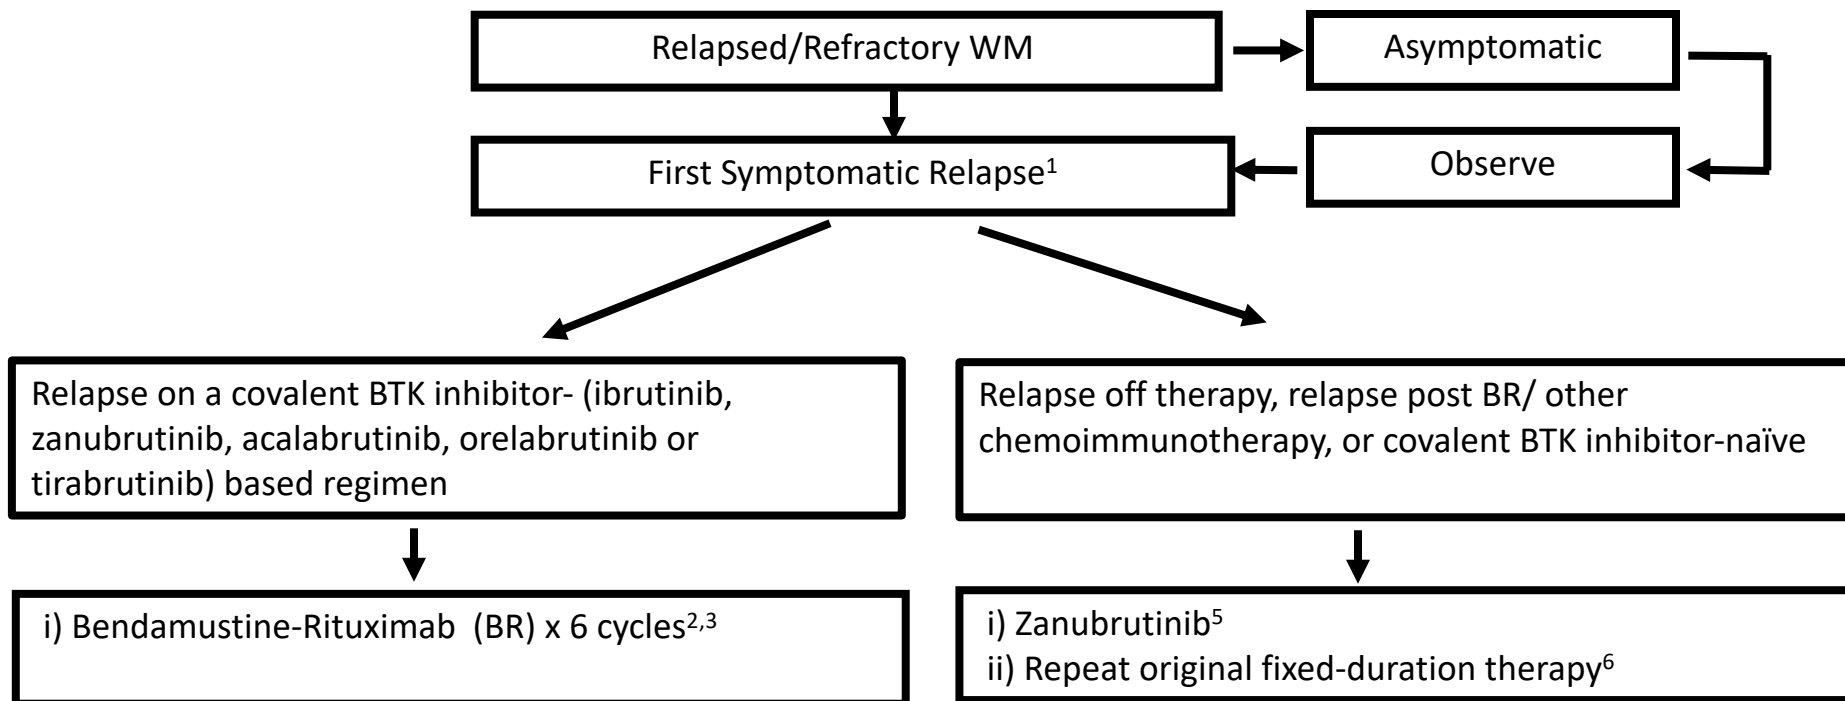 Relapsed/Refractory WM
Asymptomatic
First Symptomatic Relapse¹
Observe
Relapse on a covalent BTK inhibitor- (ibrutinib,
zanubrutinib, acalabrutinib, orelabrutinib or
tirabrutinib) based regimen
Relapse off therapy, relapse post BR/ other
chemoimmunotherapy, or covalent BTK inhibitor-naïve
i) Bendamustine-Rituximab (BR) x 6 cycles²,³
i) Zanubrutinib⁵
ii) Repeat original fixed-duration therapy⁶